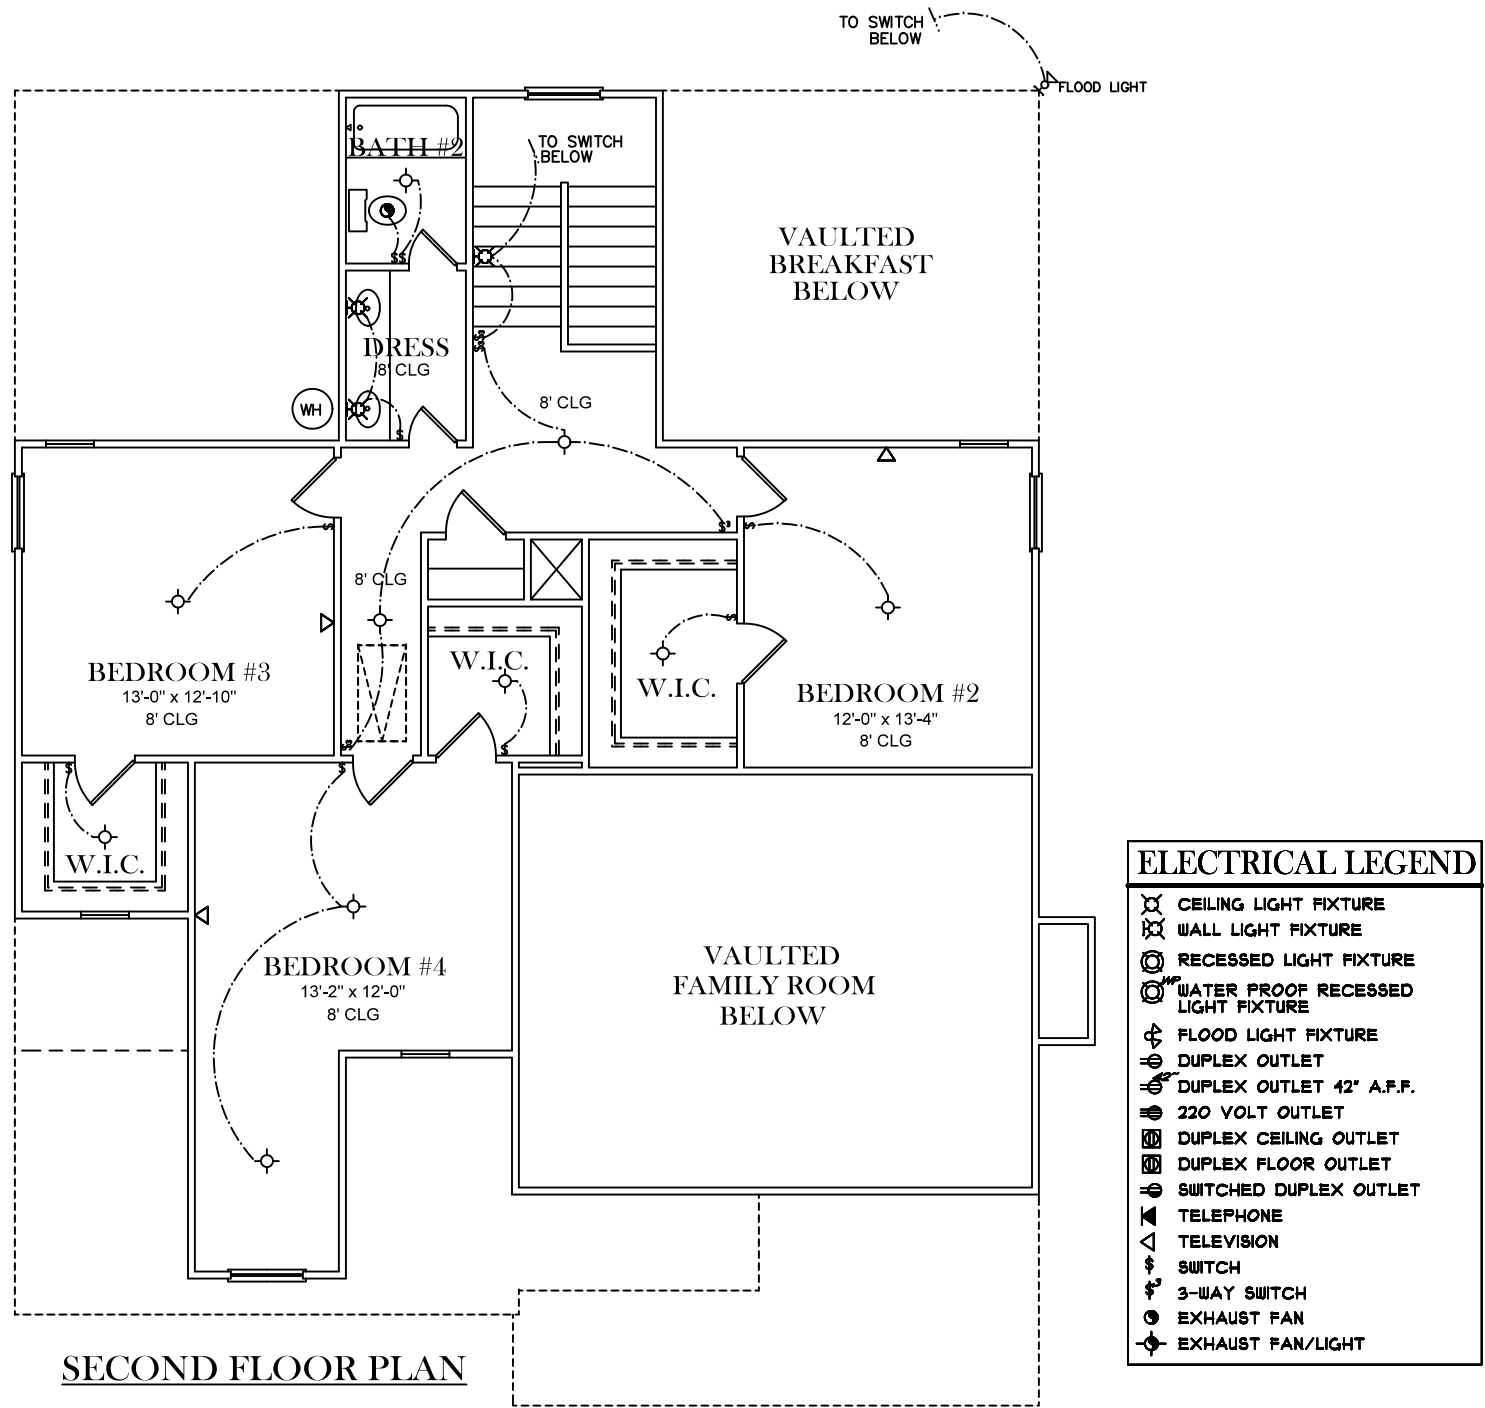 TO SWITCH
BELOW
FLOOD LIGHT
BATH #2
TO SWITCH
BELOW
$$
VAULTED
BREAKFAST
BELOW
DRESS
8' CLG
WH
8' CLG
$
$
$³
$
8' CLG
BEDROOM #3
13'-0" x 12'-10"
8' CLG
W.I.C.
$
W.I.C.
$
BEDROOM #2
12'-0" x 13'-4"
8' CLG
$³
$
$
W.I.C.
BEDROOM #4
13'-2" x 12'-0"
8' CLG
VAULTED
FAMILY ROOM
BELOW
SECOND FLOOR PLAN
ELECTRICAL LEGEND
CEILING LIGHT FIXTURE
WALL LIGHT FIXTURE
RECESSED LIGHT FIXTURE
WP WATER PROOF RECESSED
LIGHT FIXTURE
FLOOD LIGHT FIXTURE
DUPLEX OUTLET
42" DUPLEX OUTLET 42" A.F.F.
220 VOLT OUTLET
DUPLEX CEILING OUTLET
DUPLEX FLOOR OUTLET
SWITCHED DUPLEX OUTLET
TELEPHONE
TELEVISION
$ SWITCH
$³ 3-WAY SWITCH
EXHAUST FAN
EXHAUST FAN/LIGHT